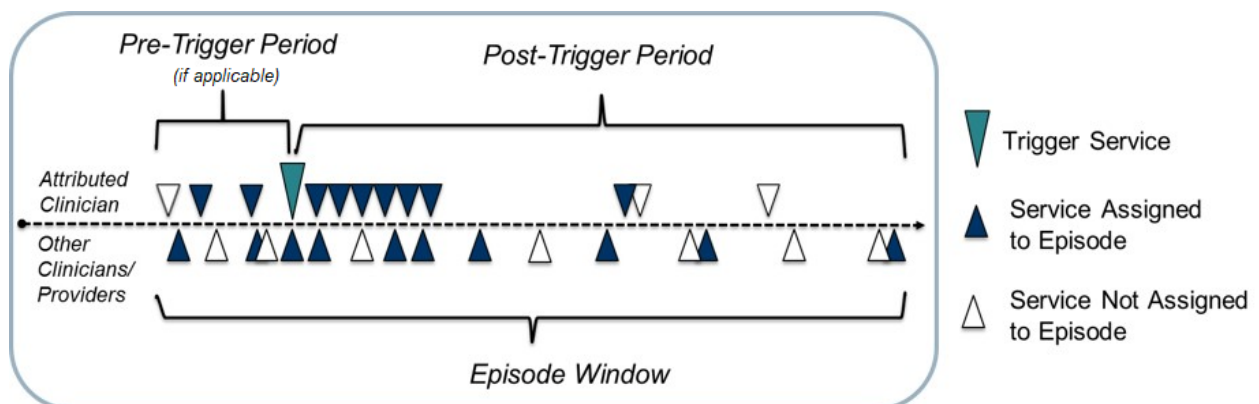 Pre-Trigger Period
(if applicable)
Post-Trigger Period
Attributed
Clinician
Other
Clinicians/
Providers
Episode Window
Trigger Service
Service Assigned
to Episode
Service Not Assigned
to Episode